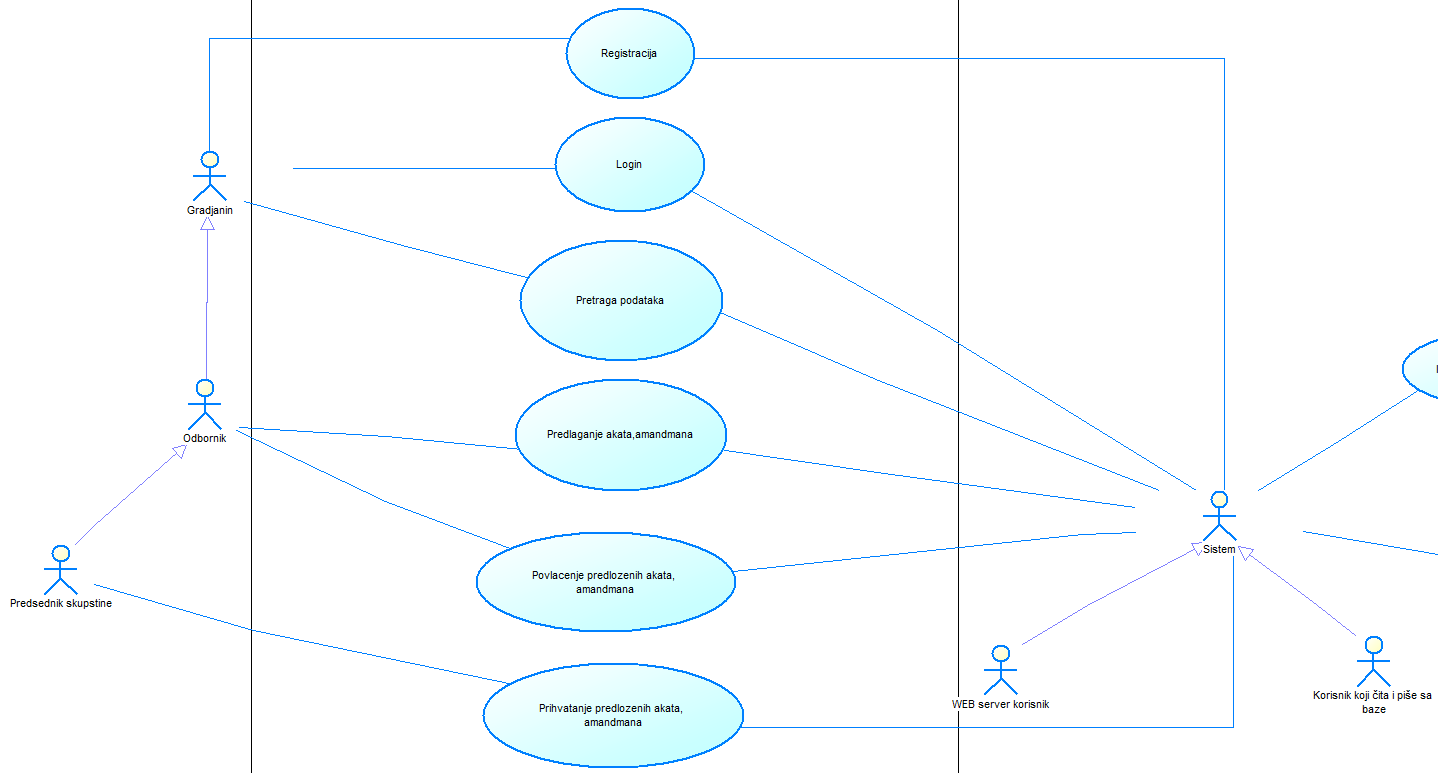 Registracija
Login
Gradjanin
Pretraga podataka
Predlaganje akata,amandmana
Odbornik
Sistem
Povlacenje predlozenih akata,
amandmana
Predsednik skupstine
WEB server korisnik
Korisnik koji čita i piše sa
baze
Prihvatanje predlozenih akata,
amandmana